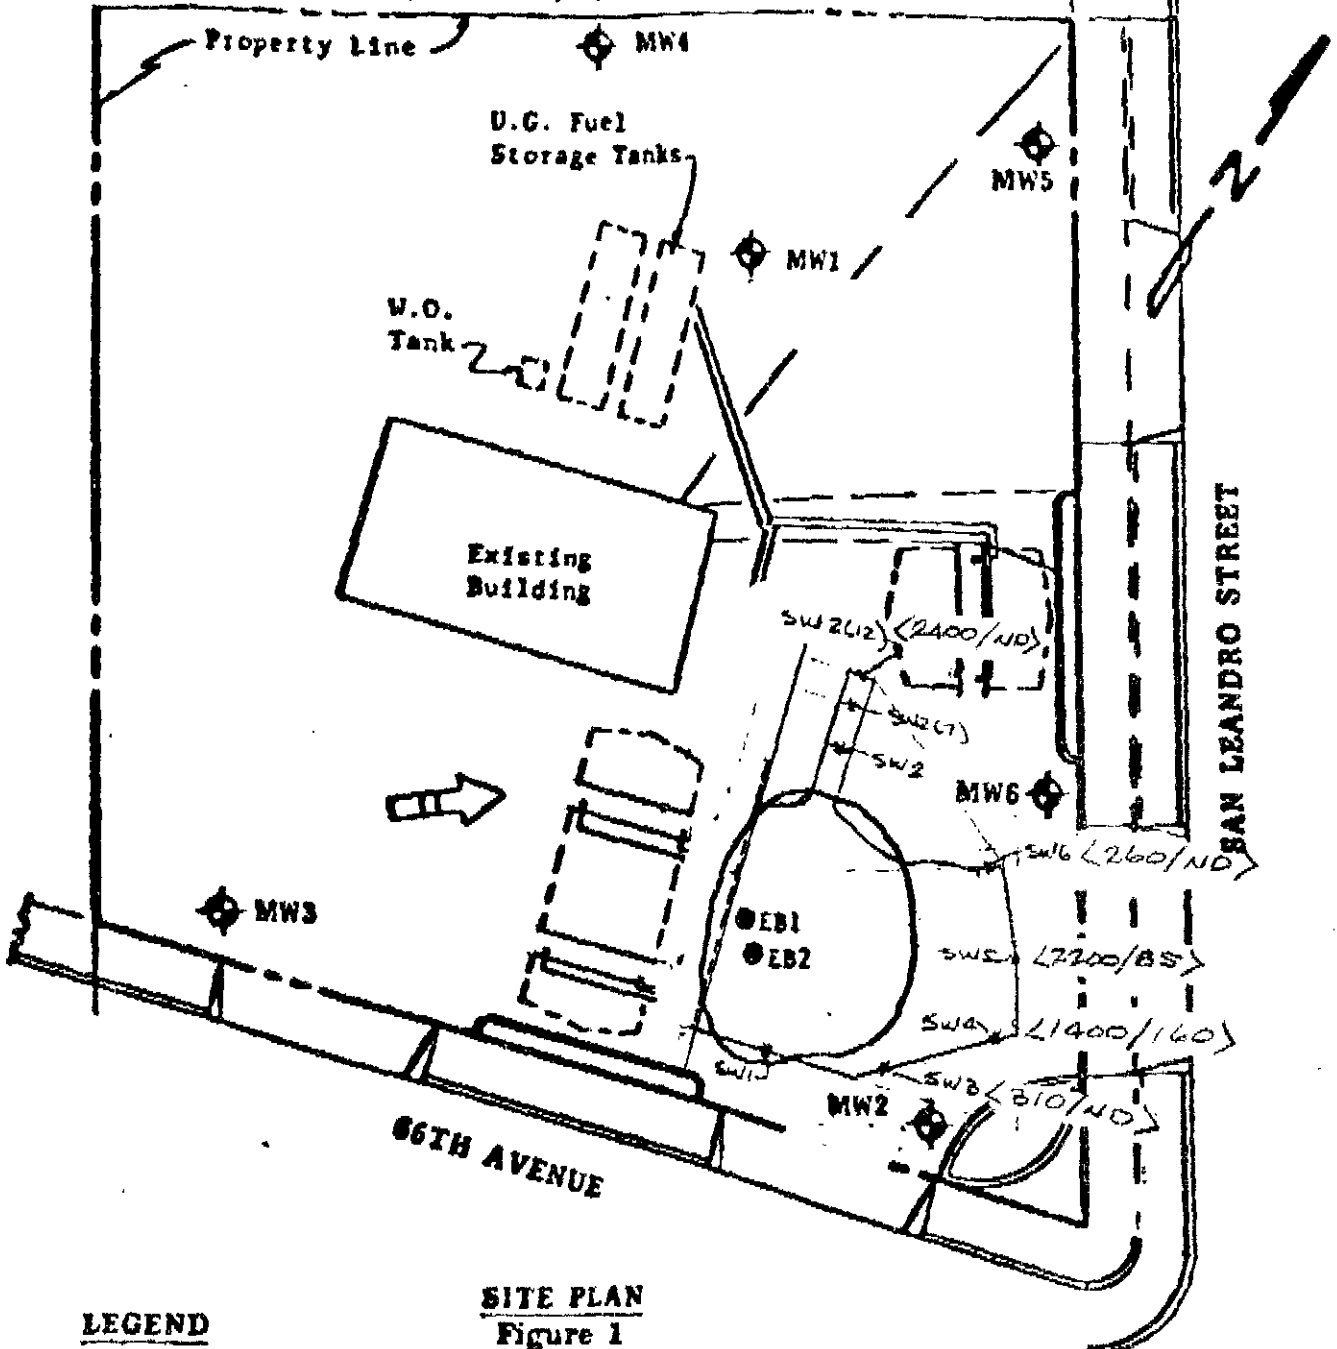 Property Line
MW4
U.G. Fuel
Storage Tanks
MW5
N
MW1
W.O.
Tank
Existing
Building
SAN LEANDRO STREET
SW2(12) <2400/ND>
SW2(7)
SW2
MW6
SW6 <260/ND>
MW3
EB1
EB2
SW5 <2200/85>
SW4 <1400/160>
SW1
SW3 <310/ND>
MW2
66TH AVENUE
LEGEND
SITE PLAN
Figure 1